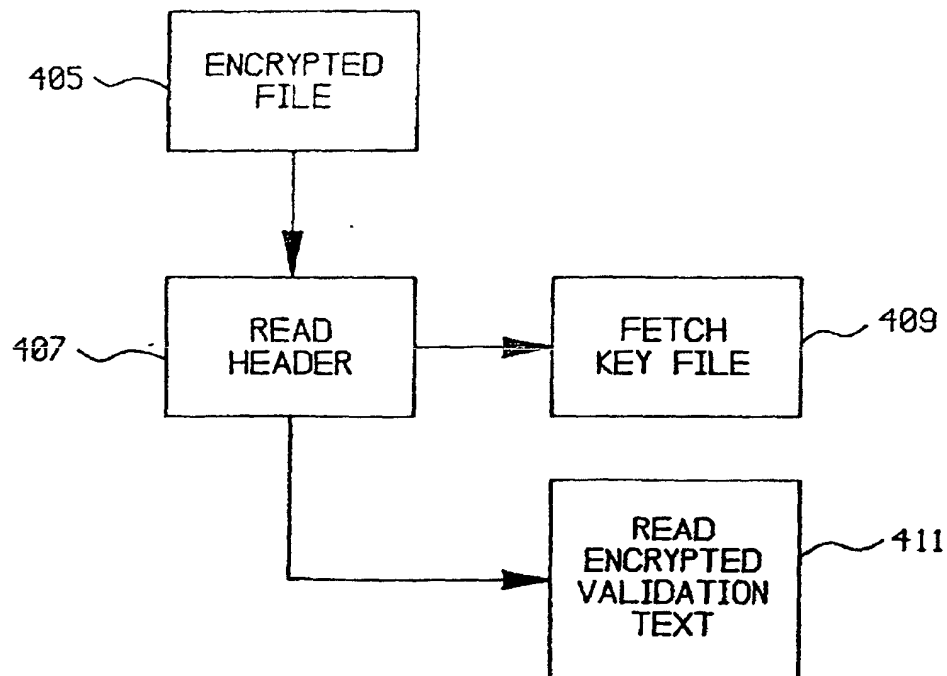 405
ENCRYPTED
FILE
407
READ
HEADER
FETCH
KEY FILE
409
READ
ENCRYPTED
VALIDATION
TEXT
411